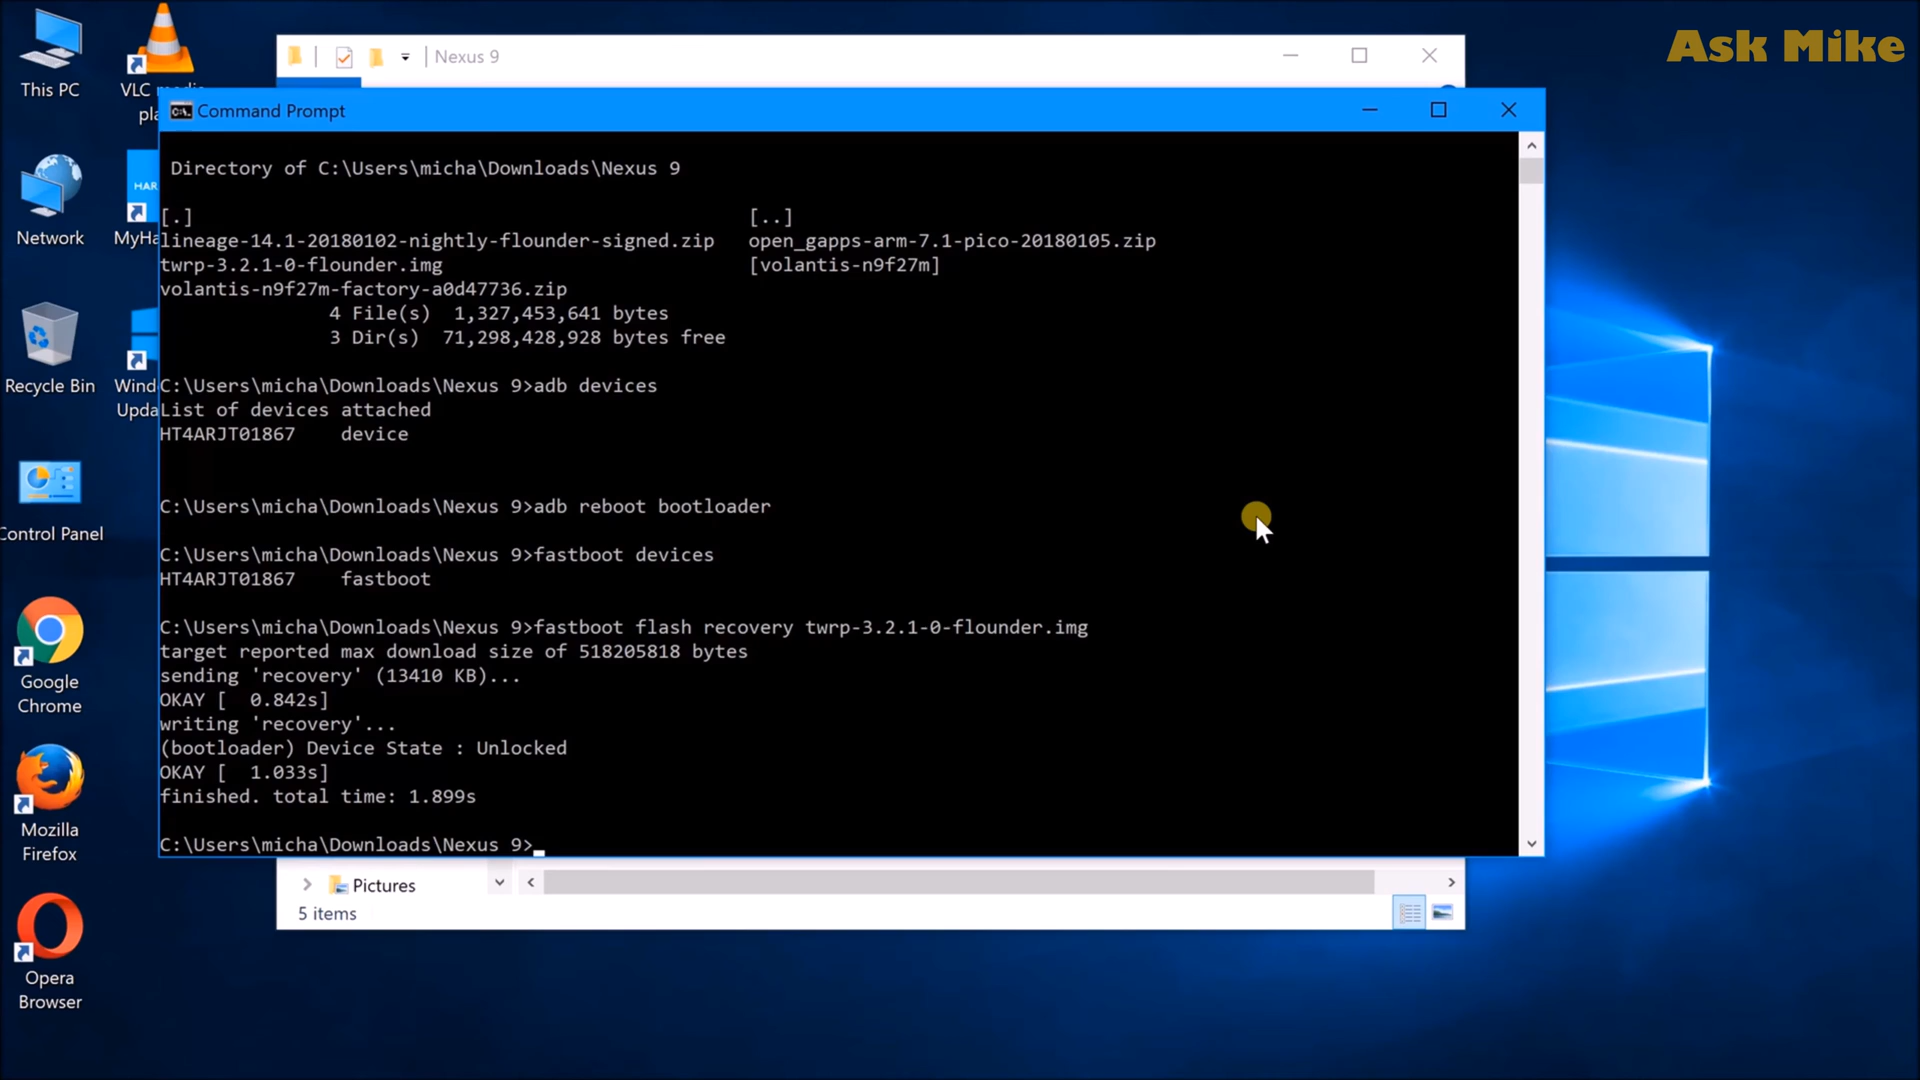 Ask Mike
This PC
VLC media
pla
Network
MyHa
HAR
Recycle Bin
Wind
Upda
Control Panel
Google
Chrome
Mozilla
Firefox
Opera
Browser
Nexus 9
Command Prompt
Directory of C:\Users\micha\Downloads\Nexus 9
[.] [..]
lineage-14.1-20180102-nightly-flounder-signed.zip open_gapps-arm-7.1-pico-20180105.zip
twrp-3.2.1-0-flounder.img [volantis-n9f27m]
volantis-n9f27m-factory-a0d47736.zip
4 File(s) 1,327,453,641 bytes
3 Dir(s) 71,298,428,928 bytes free
C:\Users\micha\Downloads\Nexus 9>adb devices
List of devices attached
HT4ARJT01867 device
C:\Users\micha\Downloads\Nexus 9>adb reboot bootloader
C:\Users\micha\Downloads\Nexus 9>fastboot devices
HT4ARJT01867 fastboot
C:\Users\micha\Downloads\Nexus 9>fastboot flash recovery twrp-3.2.1-0-flounder.img
target reported max download size of 518205818 bytes
sending 'recovery' (13410 KB)...
OKAY [ 0.842s]
writing 'recovery'...
(bootloader) Device State : Unlocked
OKAY [ 1.033s]
finished. total time: 1.899s
C:\Users\micha\Downloads\Nexus 9>
Pictures
5 items